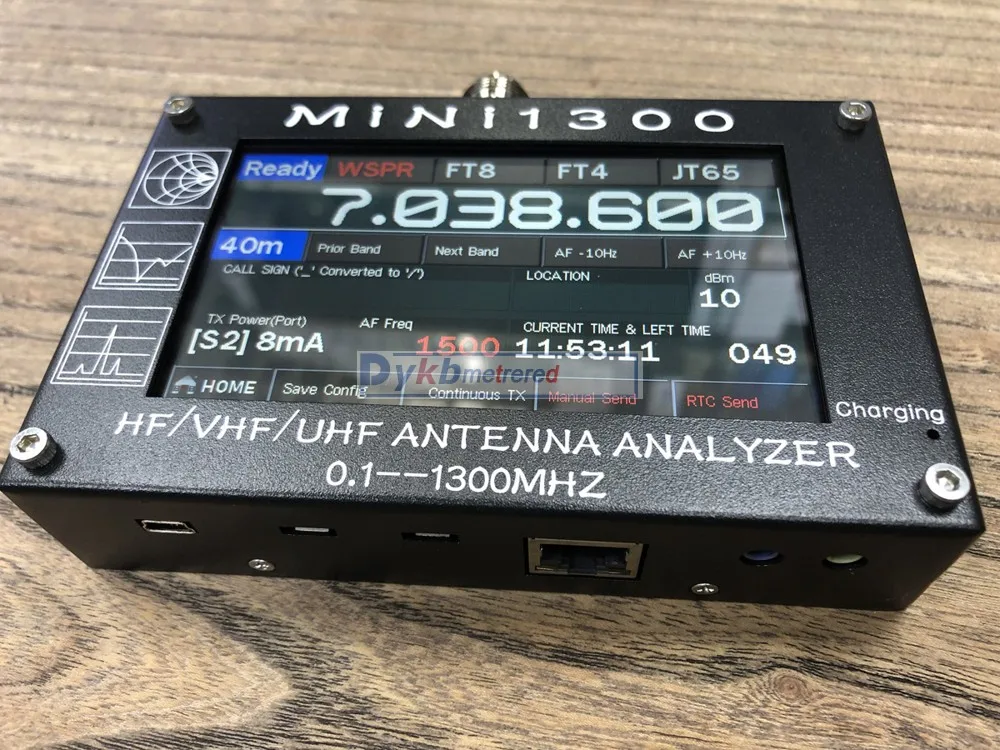 MiNi1300
Ready WSPR FT8 FT4 JT65
7.038.600
40m Prior Band Next Band AF -10Hz AF +10Hz
CALL SIGN ('_' Converted to '/') LOCATION dBm
10
TX Power(Port) AF Freq CURRENT TIME & LEFT TIME
[S2] 8mA 1500 11:53:11 049
Dykbmetrered
HOME Save Config Continuous TX Manual Send RTC Send
Charging
HF/VHF/UHF ANTENNA ANALYZER
0.1--1300MHZ